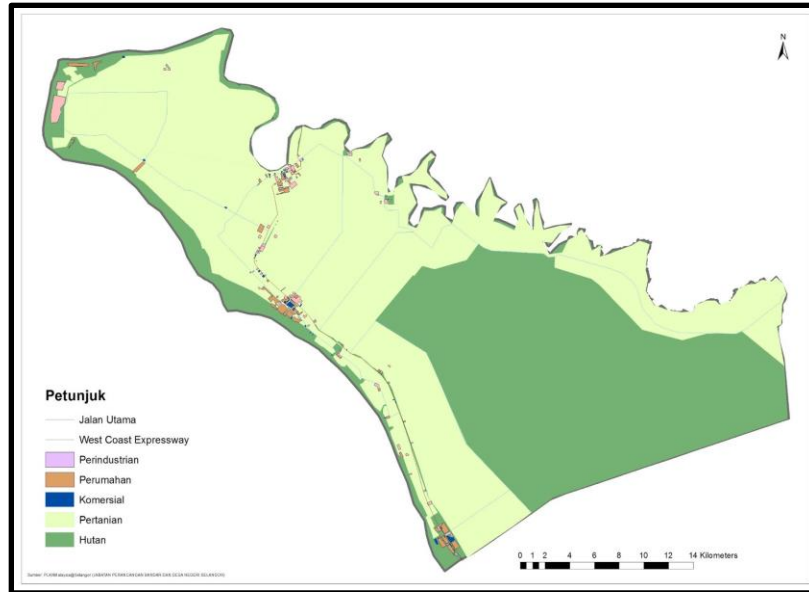 N
Petunjuk
Jalan Utama
West Coast Expressway
Perindustrian
Perumahan
Komersial
Pertanian
Hutan
0 1 2 4 6 8 10 12 14 Kilometers